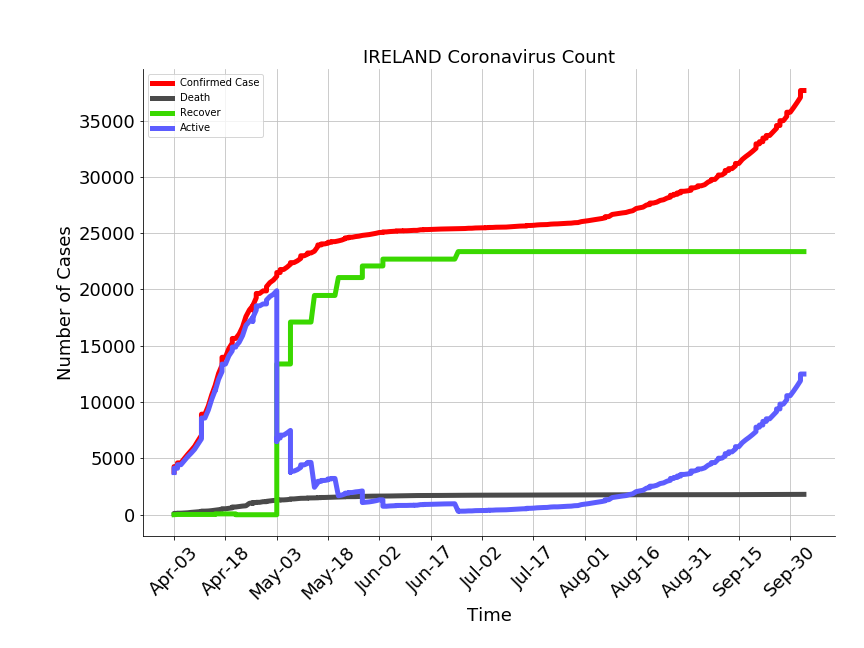 IRELAND Coronavirus Count
Confirmed Case
Death
Recover
Active
Number of Cases
35000
30000
25000
20000
15000
10000
5000
0
Apr-03
Apr-18
May-03
May-18
Jun-02
Jun-17
Jul-02
Jul-17
Aug-01
Aug-16
Aug-31
Sep-15
Sep-30
Time